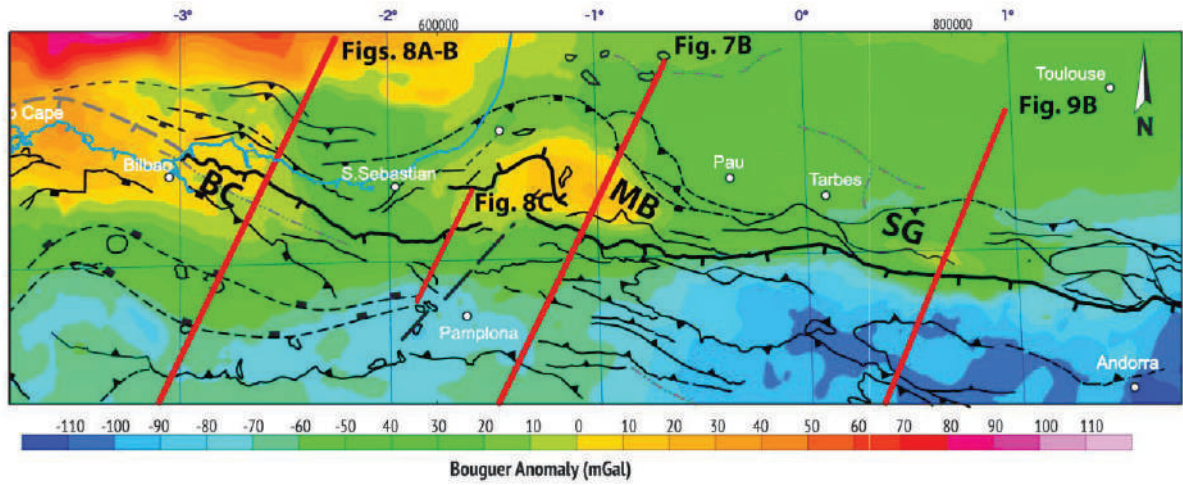 -3° -2° -1° 0° 1°
600000 800000
Figs. 8A-B
Fig. 7B
Toulouse
Fig. 9B
N
o Cape
Bilbao
BC
S.Sebastian
Fig. 8C
MB
Pau
Tarbes
SG
Pamplona
Andorra
-110 -100 -90 -80 -70 -60 -50 -40 -30 -20 10 0 10 20 30 40 50 60 70 80 90 100 110
Bouguer Anomaly (mGal)